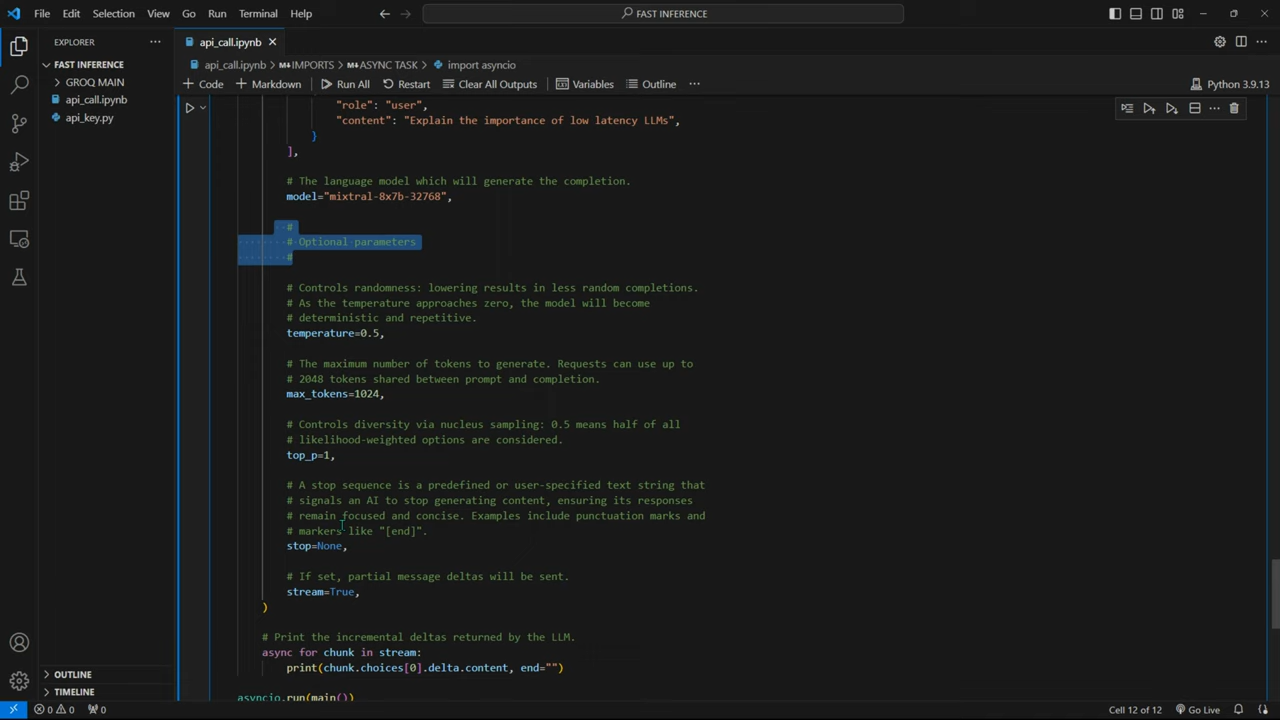 File Edit Selection View Go Run Terminal Help
FAST INFERENCE
EXPLORER
FAST INFERENCE
GROQ MAIN
api_call.ipynb
api_key.py
OUTLINE
TIMELINE
api_call.ipynb
api_call.ipynb > IMPORTS > ASYNC TASK > import asyncio
+ Code + Markdown Run All Restart Clear All Outputs Variables Outline ...
Python 3.9.13
"role": "user",
"content": "Explain the importance of low latency LLMs",
}
],
# The language model which will generate the completion.
model="mixtral-8x7b-32768",
#
# Optional parameters
#
# Controls randomness: lowering results in less random completions.
# As the temperature approaches zero, the model will become
# deterministic and repetitive.
temperature=0.5,
# The maximum number of tokens to generate. Requests can use up to
# 2048 tokens shared between prompt and completion.
max_tokens=1024,
# Controls diversity via nucleus sampling: 0.5 means half of all
# likelihood-weighted options are considered.
top_p=1,
# A stop sequence is a predefined or user-specified text string that
# signals an AI to stop generating content, ensuring its responses
# remain focused and concise. Examples include punctuation marks and
# markers like "[end]".
stop=None,
# If set, partial message deltas will be sent.
stream=True,
)
# Print the incremental deltas returned by the LLM.
async for chunk in stream:
print(chunk.choices[0].delta.content, end="")
asyncio.run(main())
0 0 0
Cell 12 of 12 Go Live